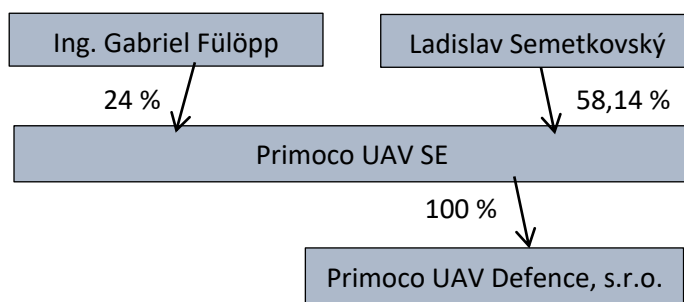 Ing. Gabriel Fülöpp
Ladislav Semetkovský
24 %
58,14 %
Primoco UAV SE
100 %
Primoco UAV Defence, s.r.o.